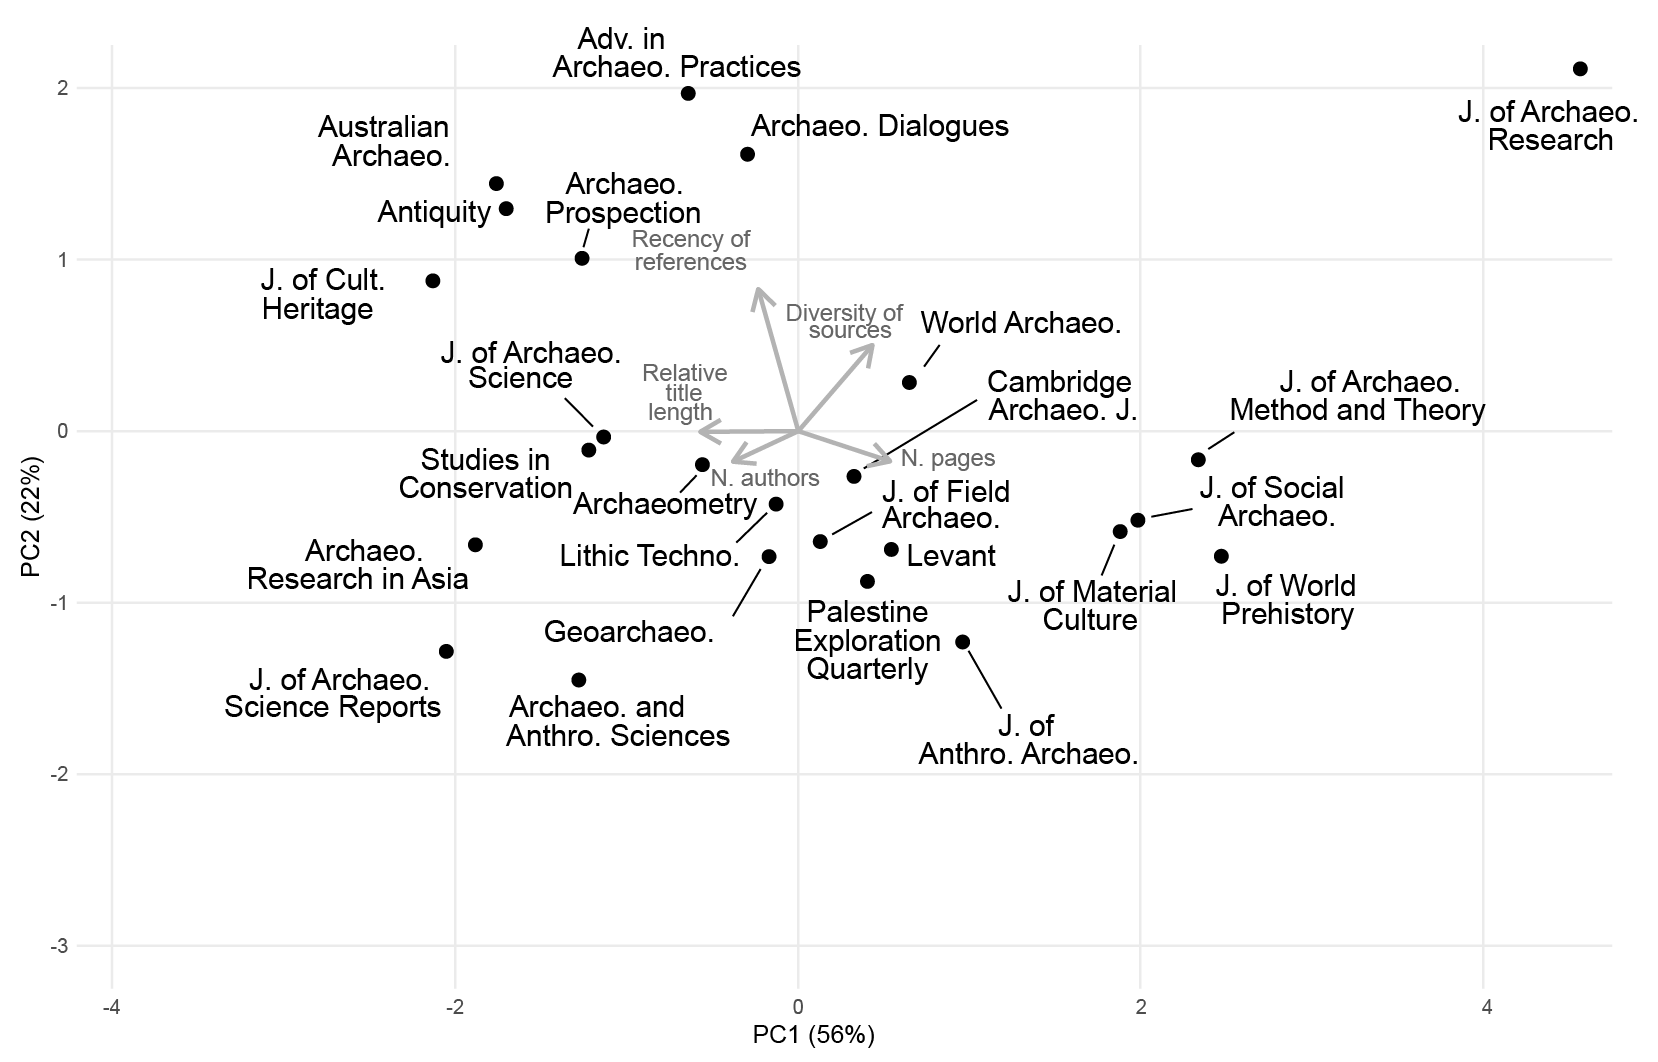 Adv. in
Archaeo. Practices
2
J. of Archaeo.
Research
Australian
Archaeo.
Archaeo. Dialogues
Antiquity
Archaeo.
Prospection
Recency of
references
1
J. of Cult.
Heritage
Diversity of
sources
World Archaeo.
J. of Archaeo.
Science
Relative
title
length
Cambridge
Archaeo. J.
J. of Archaeo.
Method and Theory
0
Studies in
Conservation
N. authors
N. pages
Archaeometry
J. of Field
Archaeo.
J. of Social
Archaeo.
Archaeo.
Research in Asia
Lithic Techno.
Levant
J. of Material
Culture
J. of World
Prehistory
-1
Geoarchaeo.
Palestine
Exploration
Quarterly
J. of Archaeo.
Science Reports
Archaeo. and
Anthro. Sciences
J. of
Anthro. Archaeo.
-2
-3
PC2 (22%)
-4
-2
0
2
4
PC1 (56%)